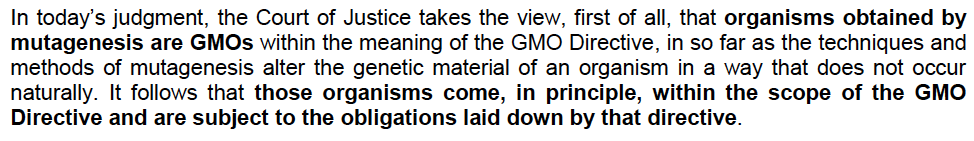 In today's judgment, the Court of Justice takes the view, first of all, that organisms obtained by
mutagenesis are GMOs within the meaning of the GMO Directive, in so far as the techniques and
methods of mutagenesis alter the genetic material of an organism in a way that does not occur
naturally. It follows that those organisms come, in principle, within the scope of the GMO
Directive and are subject to the obligations laid down by that directive.